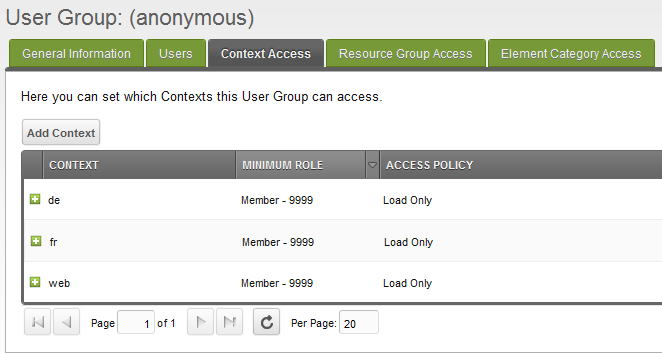 User Group: (anonymous)
General Information Users Context Access Resource Group Access Element Category Access
Here you can set which Contexts this User Group can access.
Add Context
CONTEXT MINIMUM ROLE ACCESS POLICY
de Member - 9999 Load Only
fr Member - 9999 Load Only
web Member - 9999 Load Only
Page 1 of 1 Per Page: 20